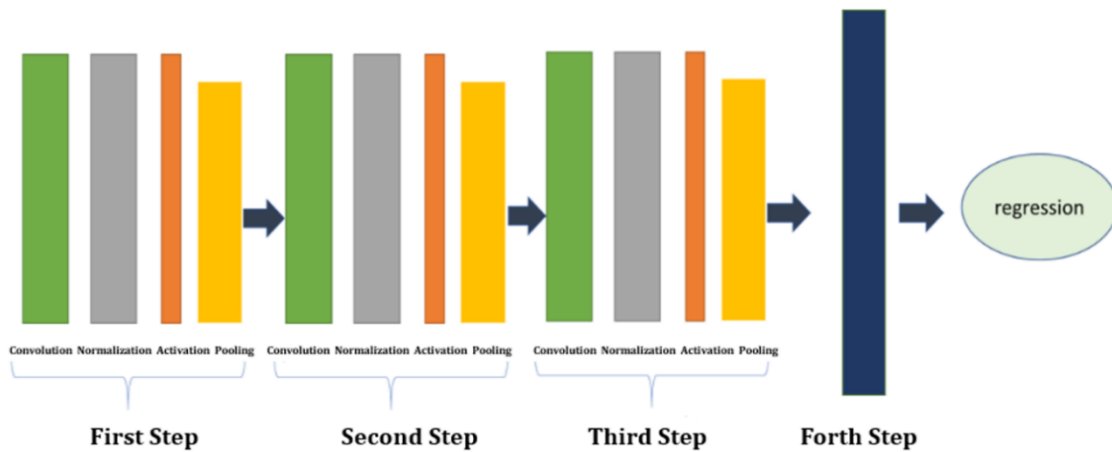 regression
Convolution Normalization Activation Pooling
Convolution Normalization Activation Pooling
Convolution Normalization Activation Pooling
First Step
Second Step
Third Step
Forth Step